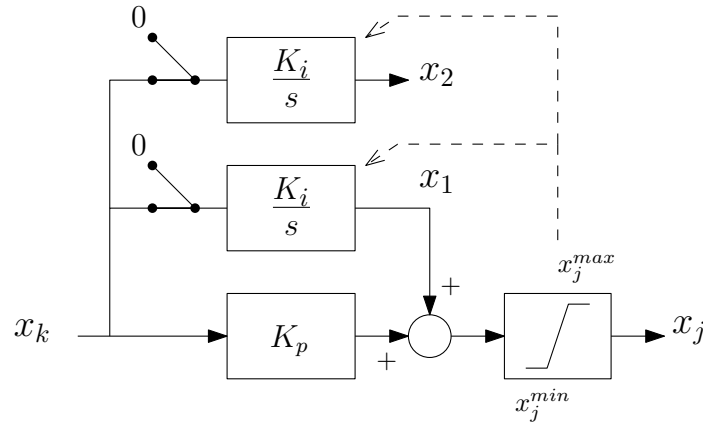 0
K_i
s
x_2
0
K_i
s
x_1
x_j^{max}
+
x_k
K_p
+
x_j
x_j^{min}